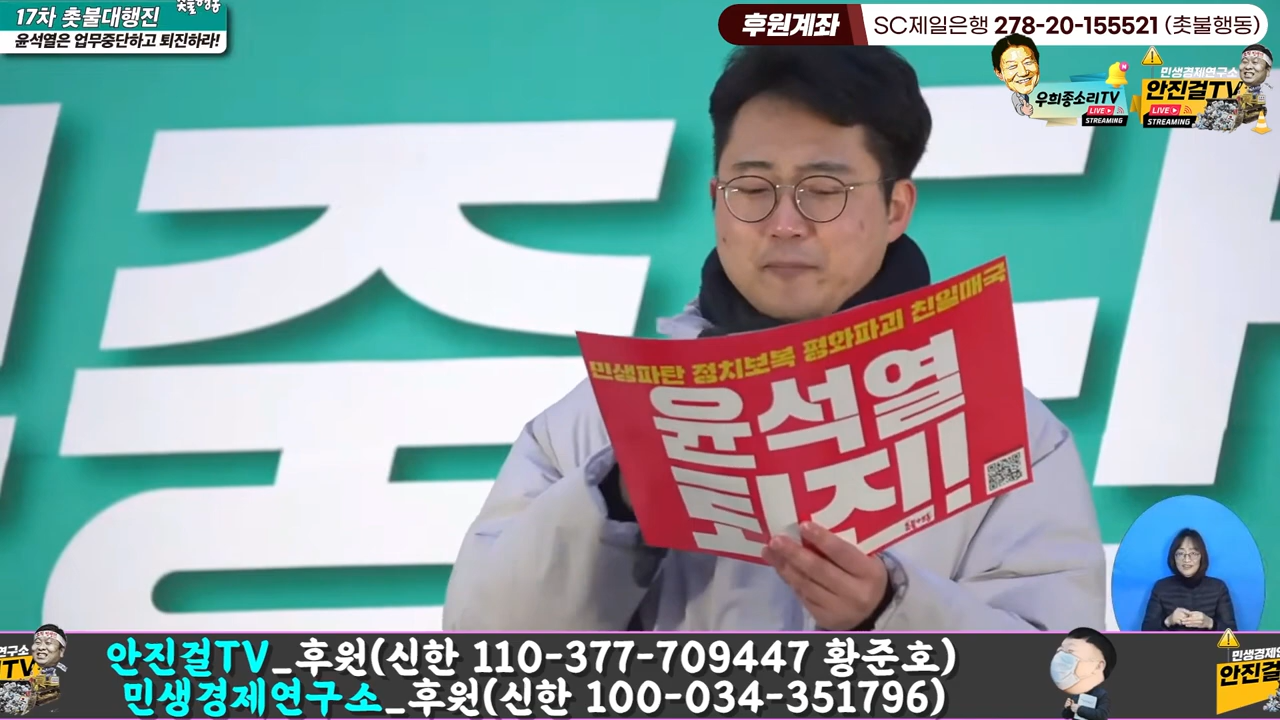 촛불행동
17차 촛불대행진
윤석열은 업무중단하고 퇴진하라!
후원계좌 SC제일은행 278-20-155521 (촛불행동)
우희종소리TV
LIVE
STREAMING
민생경제연구소
안진걸TV
LIVE
STREAMING
중단
민생파탄 정치보복 평화파괴 친일매국
윤석열
퇴진!!
촛불행동
안진걸TV_후원(신한 110-377-709447 황준호)
민생경제연구소_후원(신한 100-034-351796)
민생경제연
안진걸